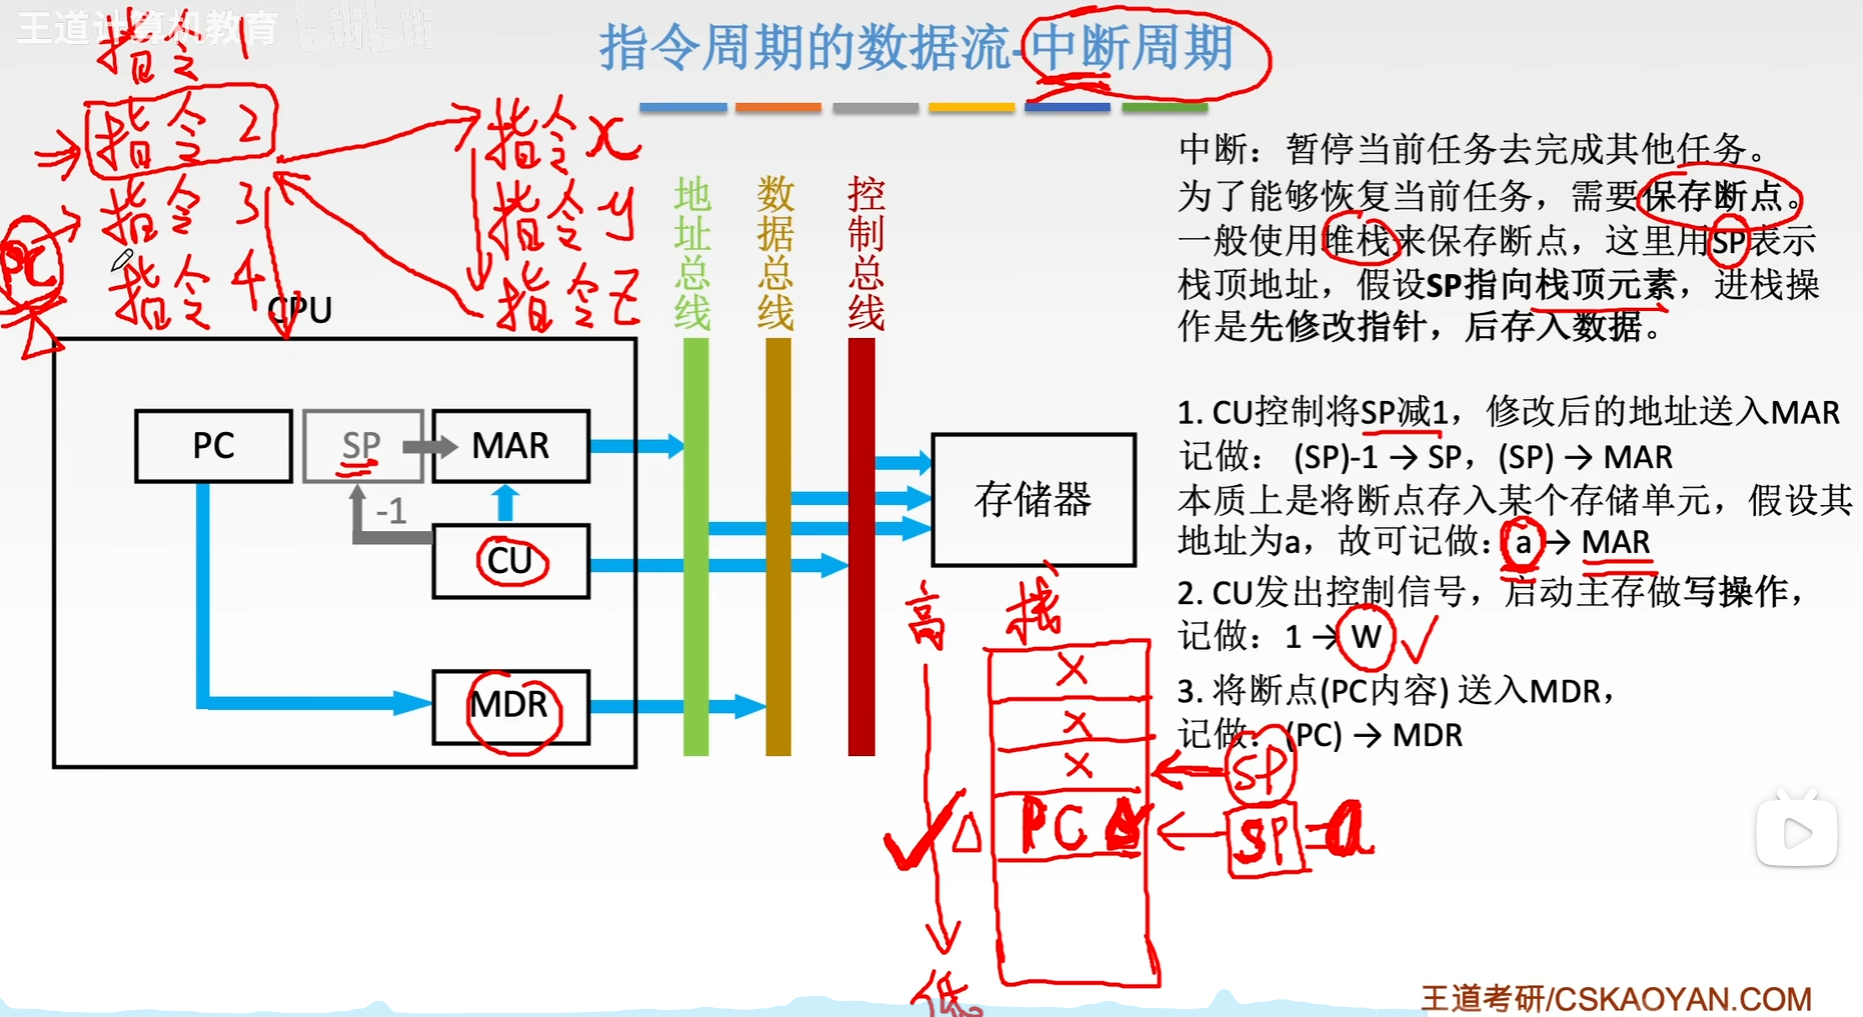 王道计算机教育 bilibili
指令周期的数据流-中断周期
指令 1
指令 2
指令 3
指令 4
PC
指令 x
指令 y
指令 z
地址总线
数据总线
控制总线
CPU
PC
SP
MAR
-1
CU
MDR
存储器
中断：暂停当前任务去完成其他任务。
为了能够恢复当前任务，需要保存断点。
一般使用堆栈来保存断点，这里用SP表示
栈顶地址，假设SP指向栈顶元素，进栈操
作是先修改指针，后存入数据。
1. CU控制将SP减1，修改后的地址送入MAR
记做： (SP)-1 → SP，(SP) → MAR
本质上是将断点存入某个存储单元，假设其
地址为a，故可记做：a → MAR
2. CU发出控制信号，启动主存做写操作，
记做：1 → W
3. 将断点(PC内容) 送入MDR，
记做：(PC) → MDR
高
栈
×
×
×
SP
PC
SP = a
低
王道考研/CSKAOYAN.COM